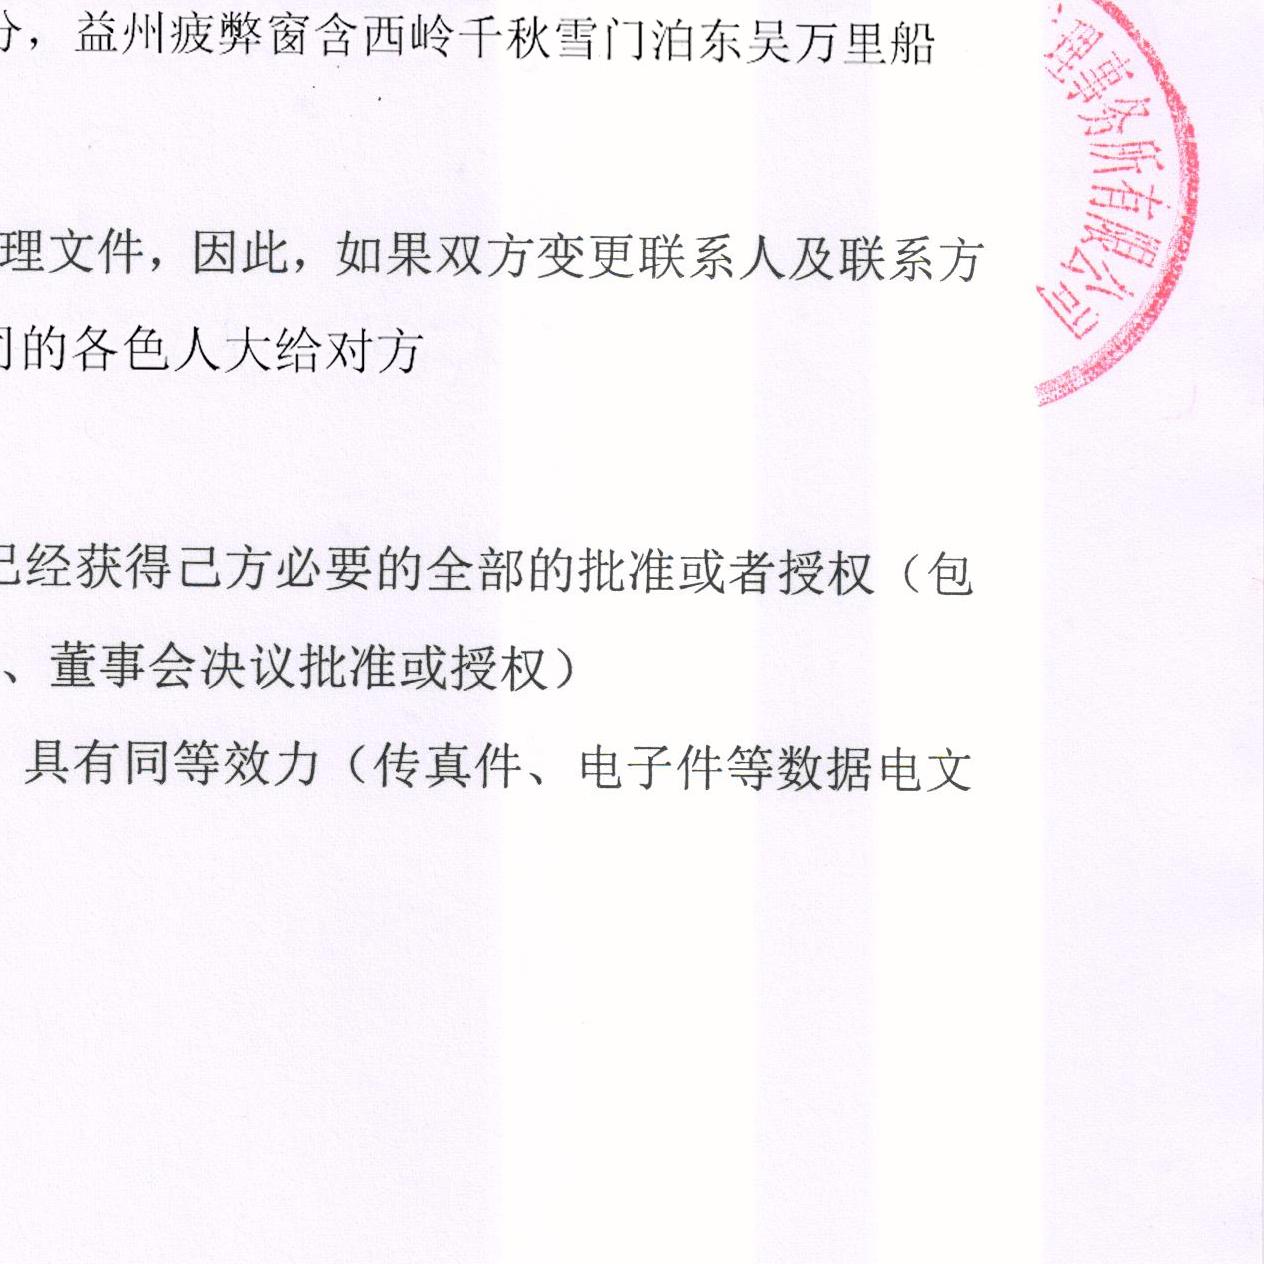 ，益州疲弊窗含西岭千秋雪门泊东吴万里船
理文件，因此，如果双方变更联系人及联系方
的各色人大给对方
已经获得己方必要的全部的批准或者授权（包
、董事会决议批准或授权）
具有同等效力（传真件、电子件等数据电文
理事务所有限公司